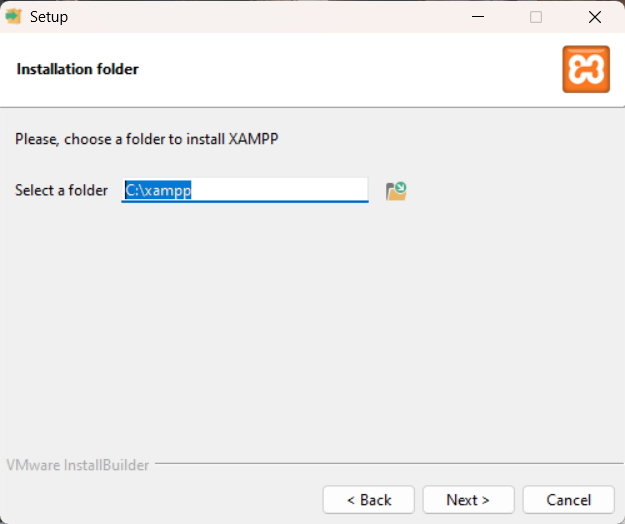 Setup
Installation folder
Please, choose a folder to install XAMPP
Select a folder C:\xampp
VMware InstallBuilder
< Back Next > Cancel